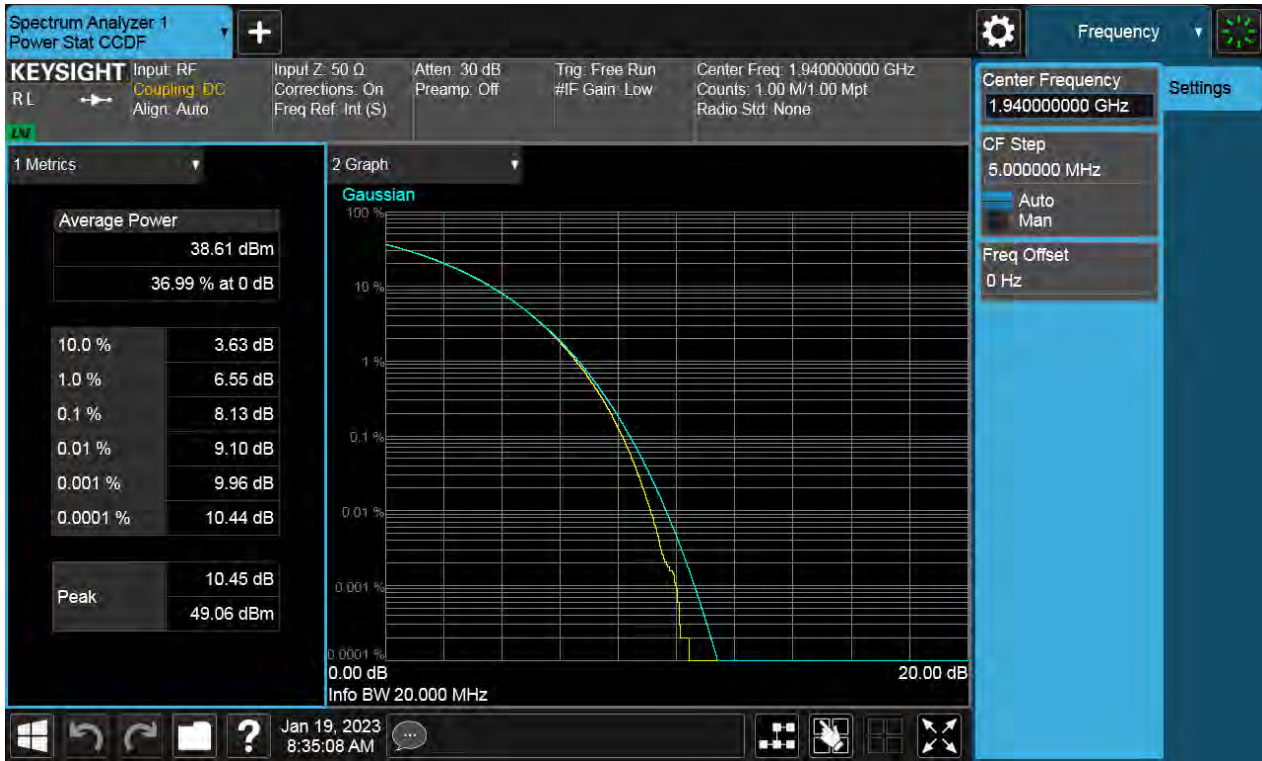 Spectrum Analyzer 1
Power Stat CCDF
Frequency
KEYSIGHT
RL
LNI
Input: RF
Coupling: DC
Align: Auto
Input Z: 50 Ω
Corrections: On
Freq Ref: Int (S)
Atten: 30 dB
Preamp: Off
Trig: Free Run
#IF Gain: Low
Center Freq: 1.940000000 GHz
Counts: 1.00 M/1.00 Mpt
Radio Std: None
Center Frequency
1.940000000 GHz
Settings
CF Step
5.000000 MHz
Auto
Man
Freq Offset
0 Hz
1 Metrics
Average Power
38.61 dBm
36.99 % at 0 dB
10.0 % 3.63 dB
1.0 % 6.55 dB
0.1 % 8.13 dB
0.01 % 9.10 dB
0.001 % 9.96 dB
0.0001 % 10.44 dB
Peak
10.45 dB
49.06 dBm
2 Graph
Gaussian
100 %
10 %
1 %
0.1 %
0.01 %
0.001 %
0.0001 %
0.00 dB 20.00 dB
Info BW 20.000 MHz
Jan 19, 2023
8:35:08 AM